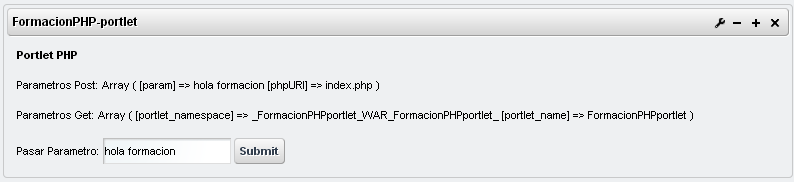 FormacionPHP-portlet
Portlet PHP
Parametros Post: Array ( [param] => hola formacion [phpURI] => index.php )
Parametros Get: Array ( [portlet_namespace] => _FormacionPHPportlet_WAR_FormacionPHPportlet_ [portlet_name] => FormacionPHPportlet )
Pasar Parametro: hola formacion Submit